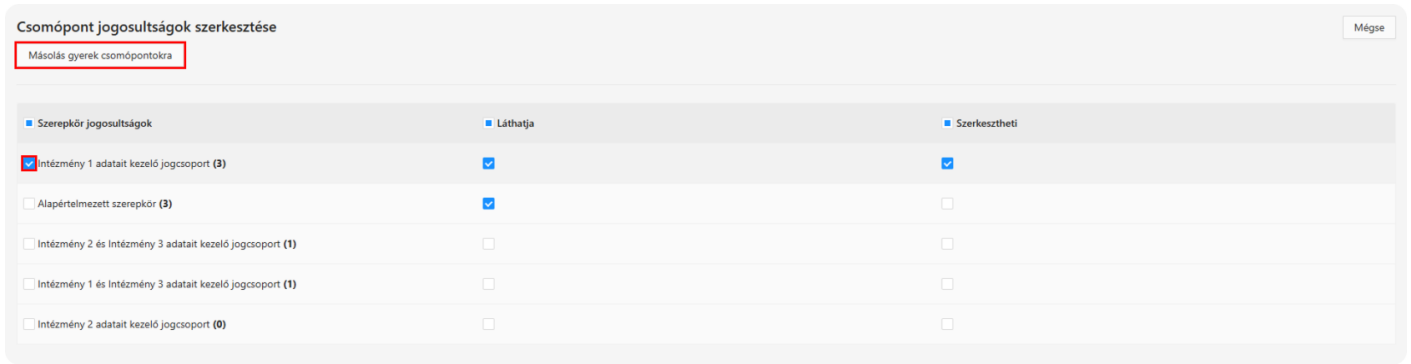 Csomópont jogosultságok szerkesztése
Mégse
Másolás gyerek csomópontokra
Szerepkör jogosultságok Láthatja Szerkesztheti
Intézmény 1 adatait kezelő jogcsoport (3)
Alapértelmezett szerepkör (3)
Intézmény 2 és Intézmény 3 adatait kezelő jogcsoport (1)
Intézmény 1 és Intézmény 3 adatait kezelő jogcsoport (1)
Intézmény 2 adatait kezelő jogcsoport (0)